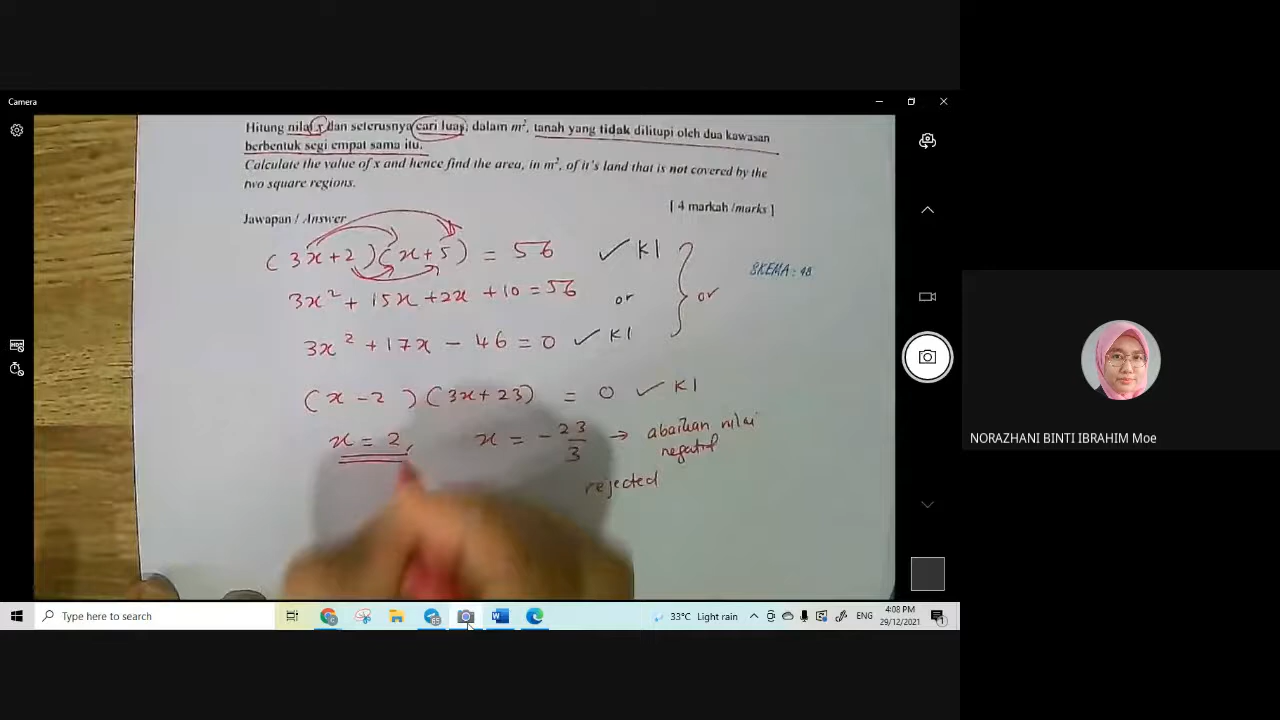 Camera
Hitung nilai x dan seterusnya cari luas, dalam m², tanah yang tidak dilitupi oleh dua kawasan
berbentuk segi empat sama itu.
Calculate the value of x and hence find the area, in m², of it's land that is not covered by the
two square regions.
[ 4 markah /marks ]
Jawapan / Answer
(3x+2)(x+5) = 56 ✓ K1
SKEMA: 48
3x² + 15x + 2x + 10 = 56 or } or
3x² + 17x - 46 = 0 ✓ K1
(x - 2)(3x + 23) = 0 ✓ K1
x = 2, x = -23/3 → abaikan nilai
negatif
rejected
NORAZHANI BINTI IBRAHIM Moe
Type here to search
33°C Light rain
ENG
4:08 PM
29/12/2021